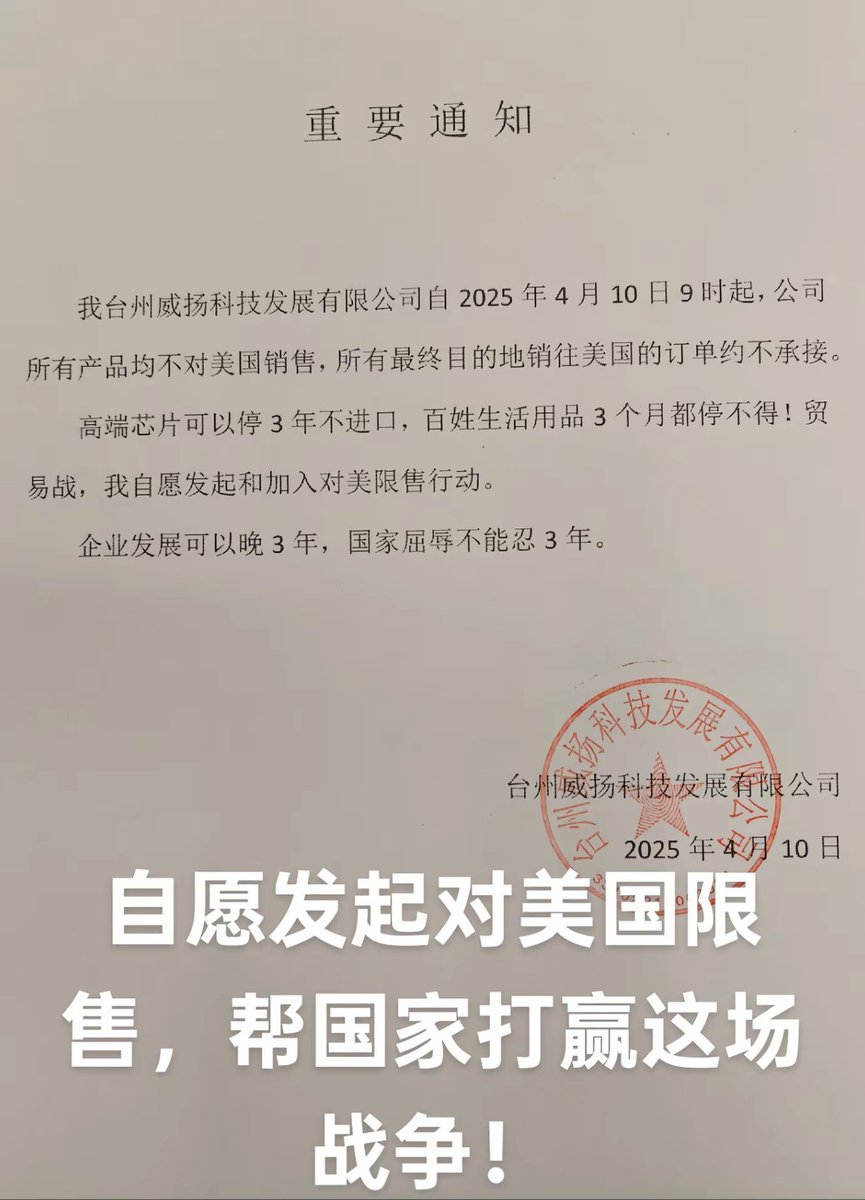 重要通知
我台州威扬科技发展有限公司自 2025 年 4 月 10 日 9 时起，公司
所有产品均不对美国销售，所有最终目的地销往美国的订单约不承接。
高端芯片可以停 3 年不进口，百姓生活用品 3 个月都停不得！贸
易战，我自愿发起和加入对美限售行动。
企业发展可以晚 3 年，国家屈辱不能忍 3 年。
台州威扬科技发展有限公司
台州威扬科技发展有限公司
2025 年 4 月 10 日
自愿发起对美国限
售，帮国家打赢这场
战争！